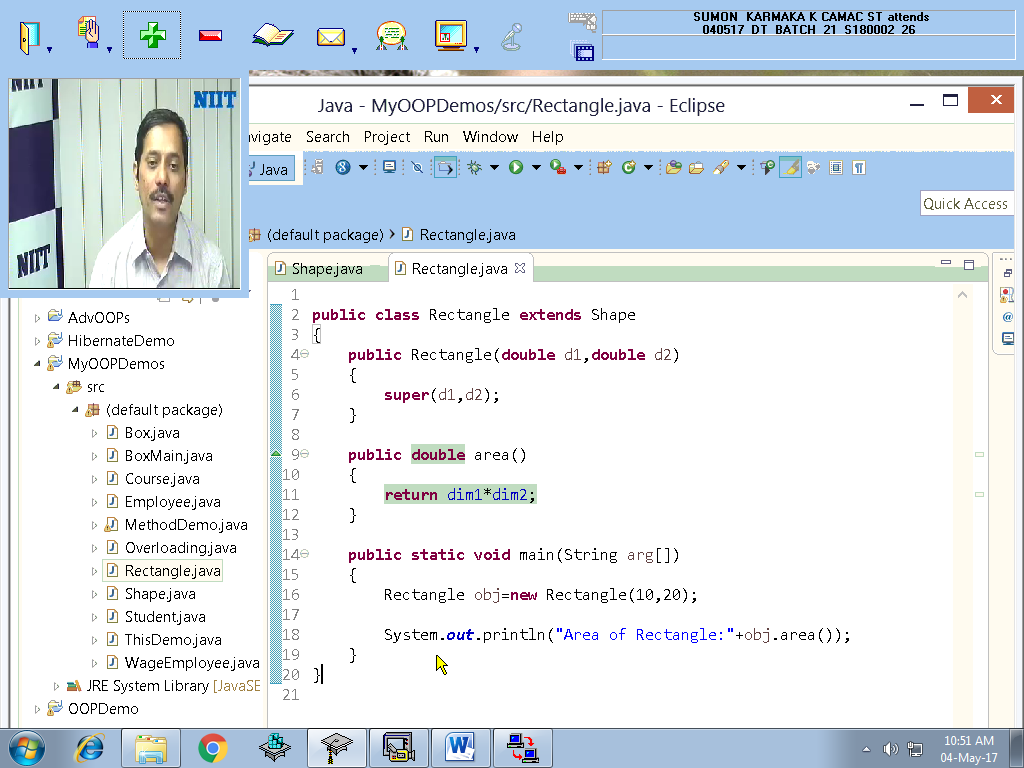 SUMON KARMAKA K CAMAC ST attends
040517 DT BATCH 21 S180002 26
NIIT
NIIT
NIIT
Java - MyOOPDemos/src/Rectangle.java - Eclipse
avigate Search Project Run Window Help
Java
Quick Access
(default package) Rectangle.java
Shape.java
Rectangle.java
AdvOOPs
HibernateDemo
MyOOPDemos
src
(default package)
Box.java
BoxMain.java
Course.java
Employee.java
MethodDemo.java
Overloading.java
Rectangle.java
Shape.java
Student.java
ThisDemo.java
WageEmployee.java
JRE System Library [JavaSE
OOPDemo
1
2 public class Rectangle extends Shape
3 {
4 public Rectangle(double d1,double d2)
5 {
6 super(d1,d2);
7 }
8
9 public double area()
10 {
11 return dim1*dim2;
12 }
13
14 public static void main(String arg[])
15 {
16 Rectangle obj=new Rectangle(10,20);
17
18 System.out.println("Area of Rectangle:"+obj.area());
19 }
20 }
21
10:51 AM
04-May-17